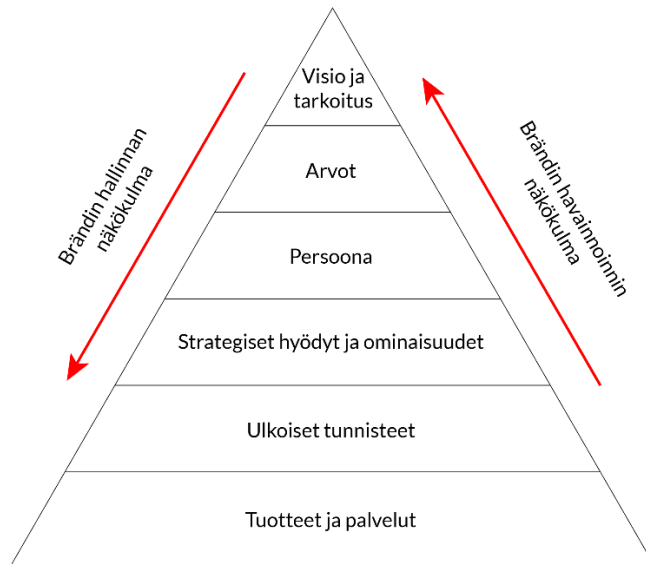 Visio ja
tarkoitus
Arvot
Persoona
Strategiset hyödyt ja ominaisuudet
Ulkoiset tunnisteet
Tuotteet ja palvelut
Brändin hallinnan
näkökulma
Brändin havainnoinnin
näkökulma